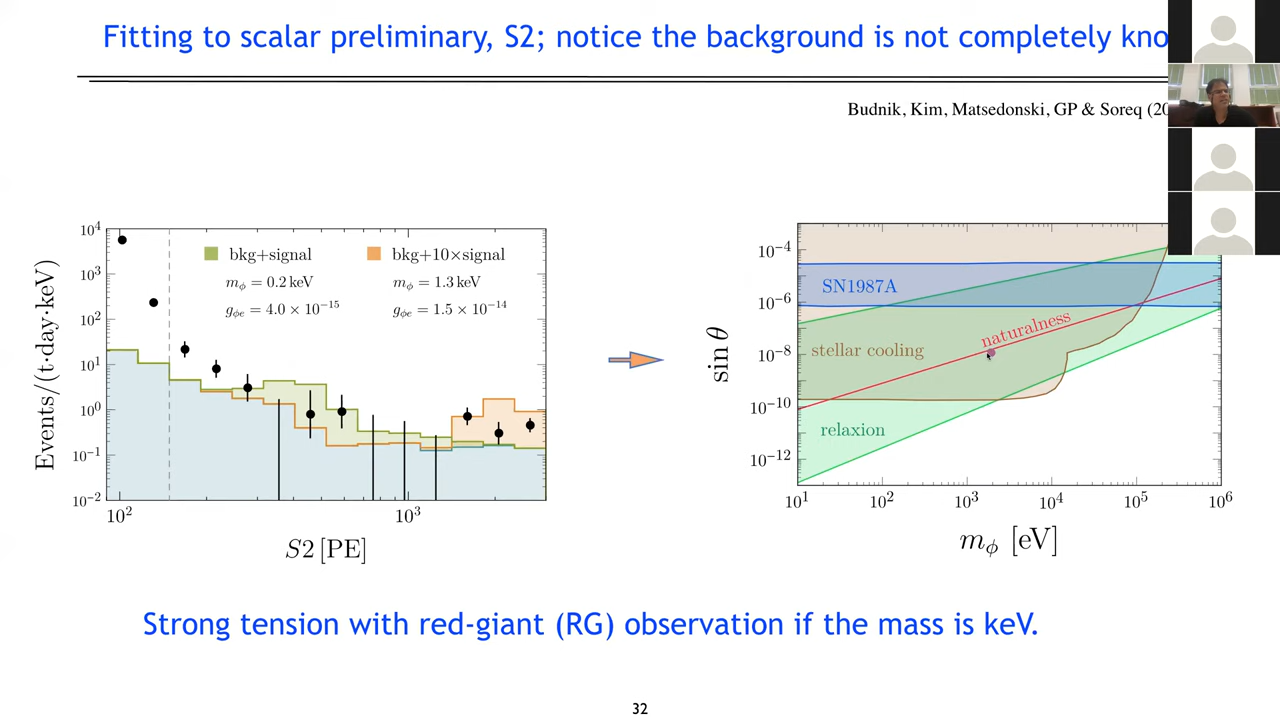 Fitting to scalar preliminary, S2; notice the background is not completely kno
Budnik, Kim, Matsedonski, GP & Soreq (20
10^4
10^3
10^2
10^1
10^0
10^-1
10^-2
Events/(t·day·keV)
bkg+signal
m_ϕ = 0.2 keV
g_ϕe = 4.0 × 10^-15
bkg+10×signal
m_ϕ = 1.3 keV
g_ϕe = 1.5 × 10^-14
10^2
10^3
S2 [PE]
10^-4
10^-6
10^-8
10^-10
10^-12
sin θ
SN1987A
naturalness
stellar cooling
relaxion
10^1
10^2
10^3
10^4
10^5
10^6
m_ϕ [eV]
Strong tension with red-giant (RG) observation if the mass is keV.
32